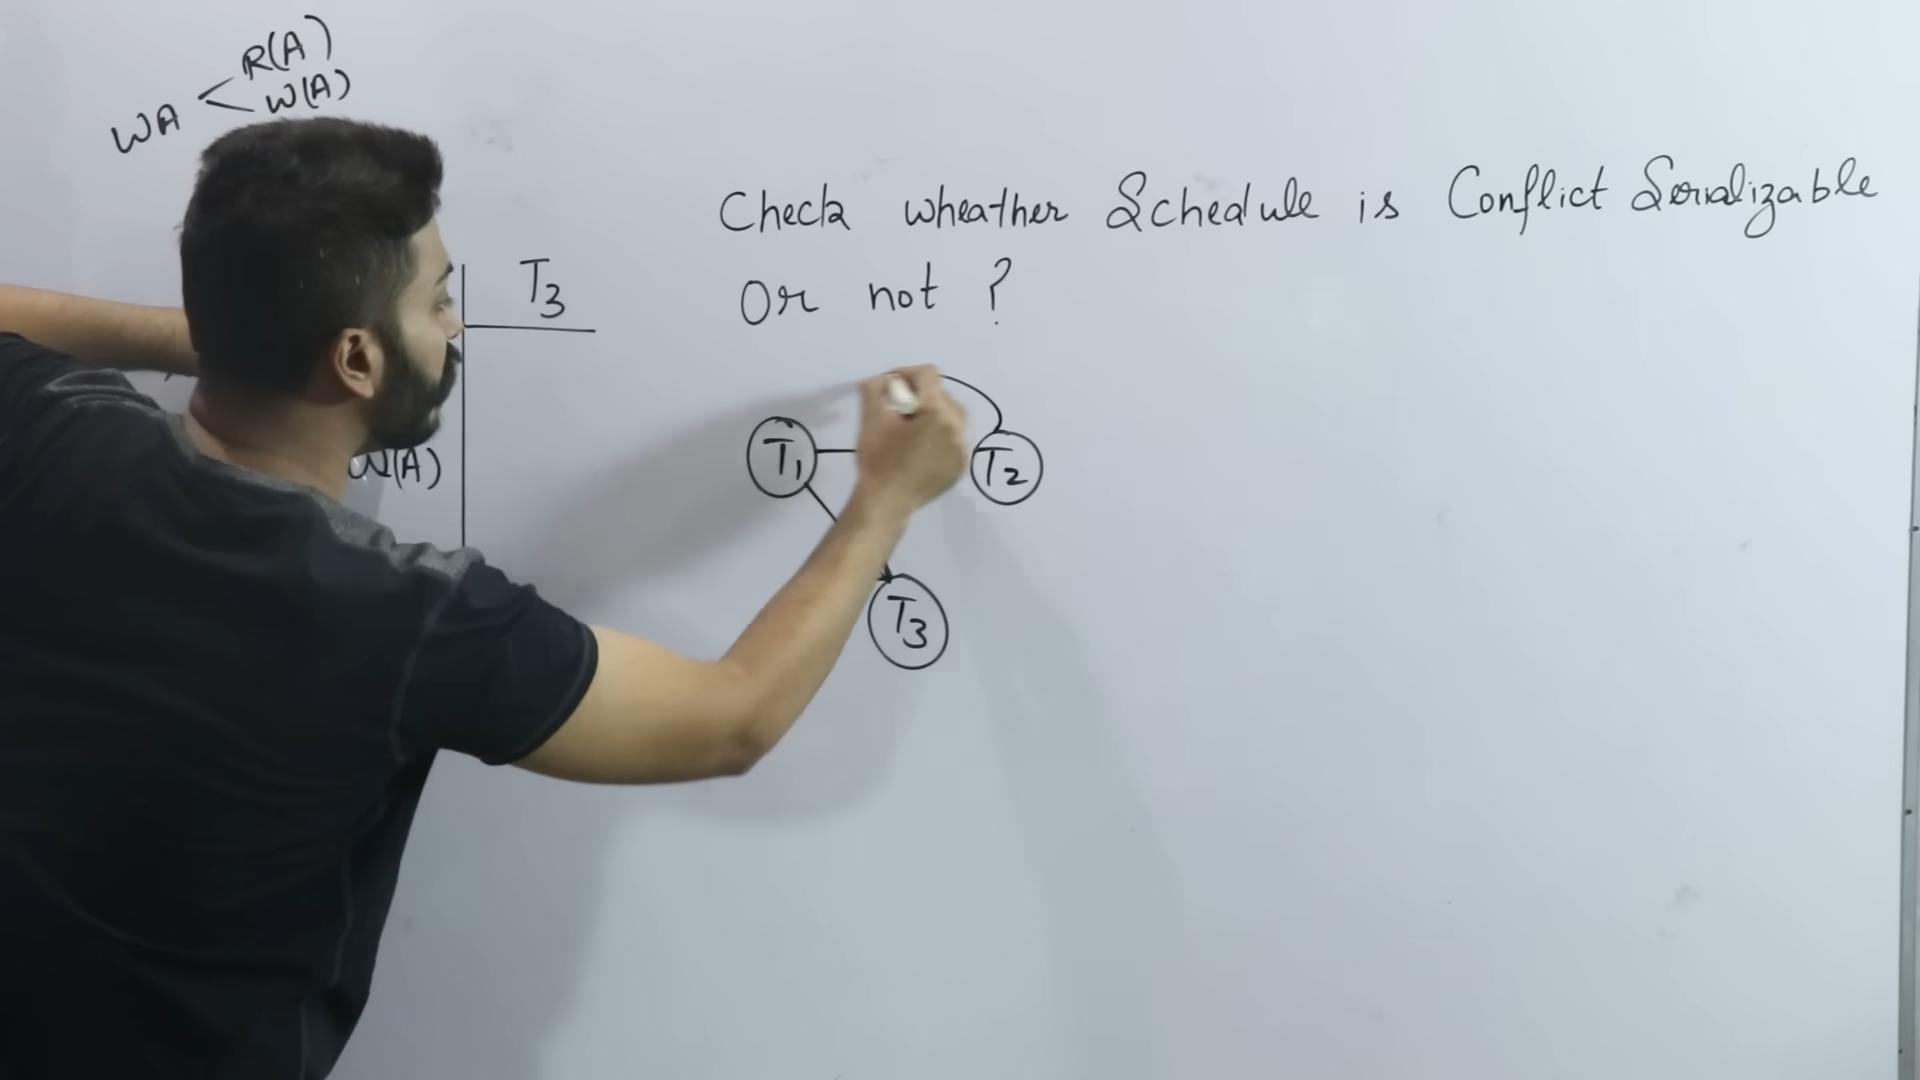 R(A)
WA < W(A)
Check wheather Schedule is Conflict Serializable
Or not ?
T3
W(A)
T1
T2
T3